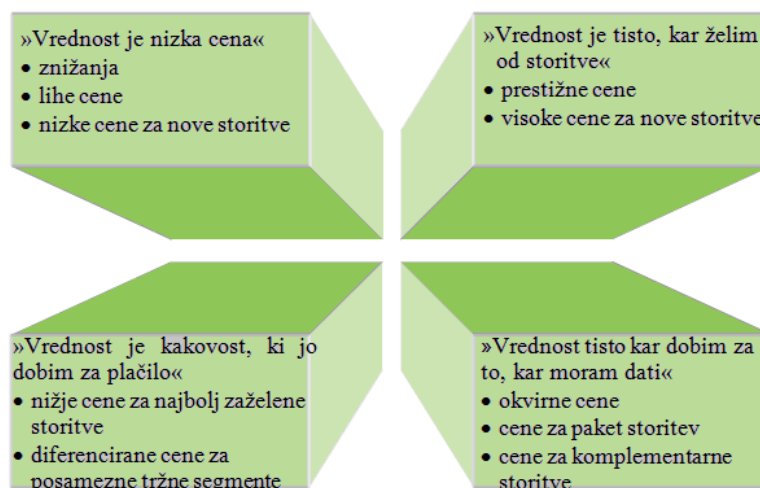 »Vrednost je nizka cena«
• znižanja
• lihe cene
• nizke cene za nove storitve
»Vrednost je tisto, kar želim
od storitve«
• prestižne cene
• visoke cene za nove storitve
»Vrednost je kakovost, ki jo
dobim za plačilo«
• nižje cene za najbolj zaželene
storitve
• diferencirane cene za
posamezne tržne segmente
»Vrednost tisto kar dobim za
to, kar moram dati«
• okvirne cene
• cene za paket storitev
• cene za komplementarne
storitve